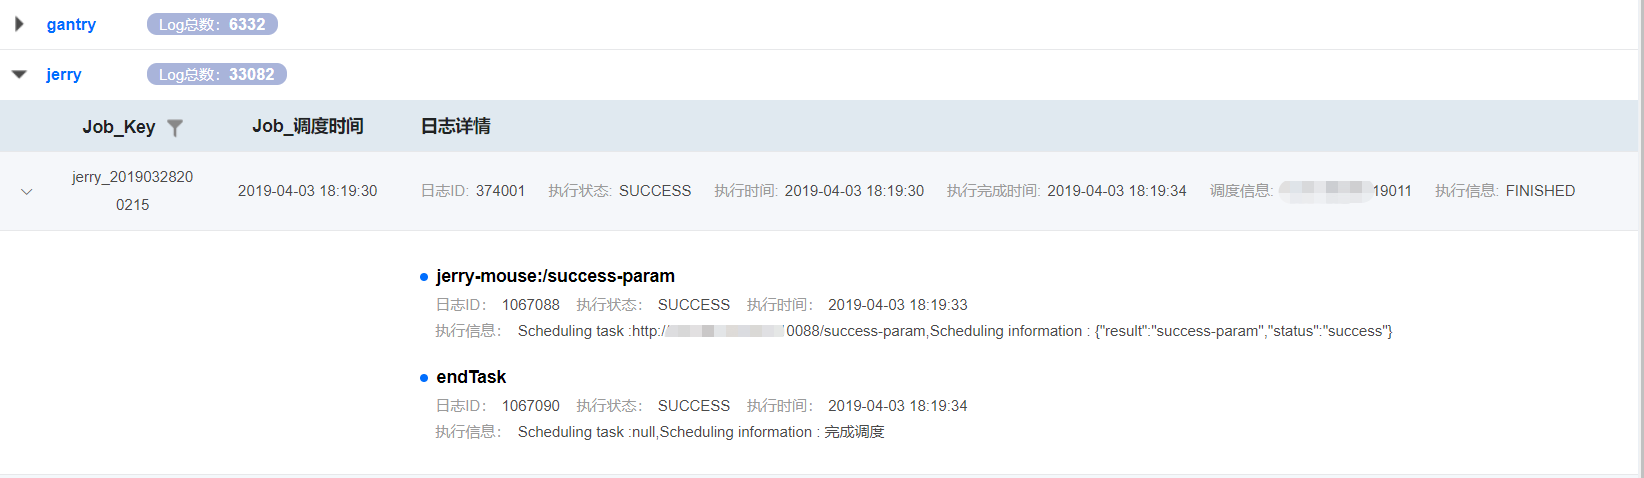 gantry Log总数：6332
jerry Log总数：33082
Job_Key Job_调度时间 日志详情
jerry_2019032820
0215
2019-04-03 18:19:30 日志ID: 374001 执行状态: SUCCESS 执行时间: 2019-04-03 18:19:30 执行完成时间: 2019-04-03 18:19:34 调度信息: 19011 执行信息: FINISHED
jerry-mouse:/success-param
日志ID： 1067088 执行状态： SUCCESS 执行时间： 2019-04-03 18:19:33
执行信息： Scheduling task :http:/ 0088/success-param,Scheduling information : {"result":"success-param","status":"success"}
endTask
日志ID： 1067090 执行状态： SUCCESS 执行时间： 2019-04-03 18:19:34
执行信息： Scheduling task :null,Scheduling information : 完成调度